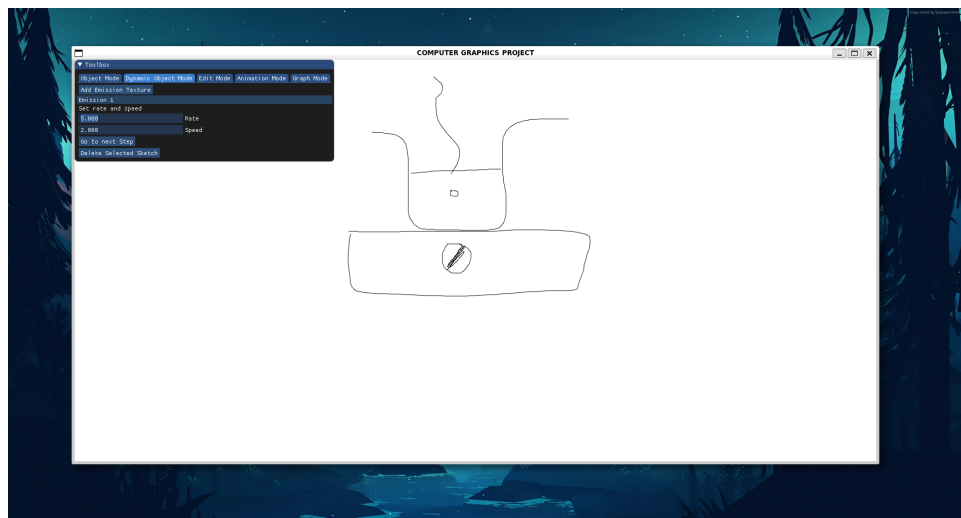 COMPUTER GRAPHICS PROJECT
Toolbox
Object Mode Dynamic Object Mode Edit Mode Animation Mode Graph Mode
Add Emission Texture
Emission 1
Set rate and speed
5.000 Rate
2.000 Speed
Go to next Step
Delete Selected Sketch